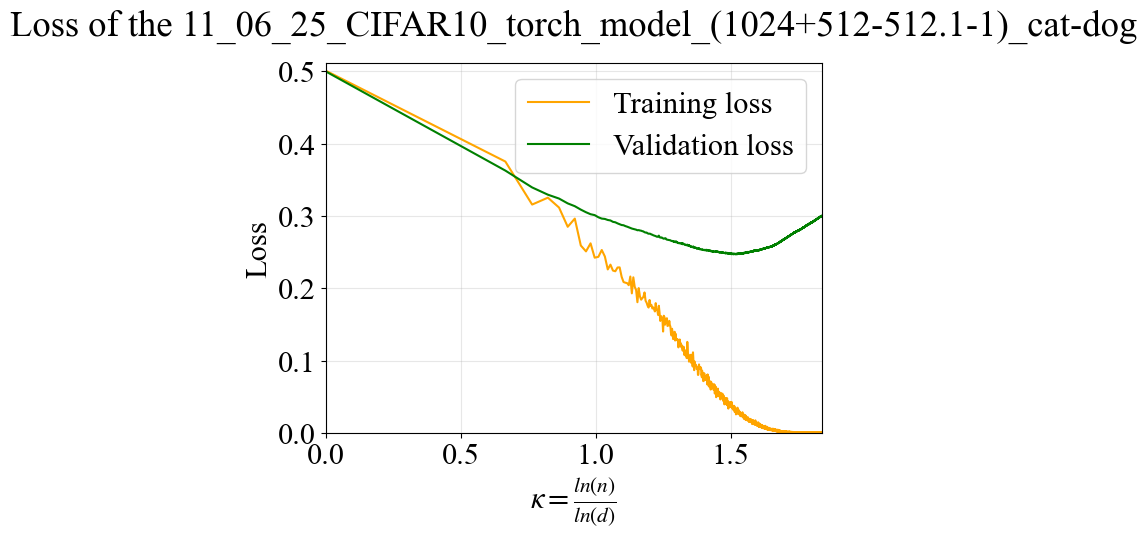 Loss of the 11_06_25_CIFAR10_torch_model_(1024+512-512.1-1)_cat-dog
0.5
0.4
0.3
0.2
0.1
0.0
Loss
Training loss
Validation loss
0.0 0.5 1.0 1.5
κ = ln(n)/ln(d)